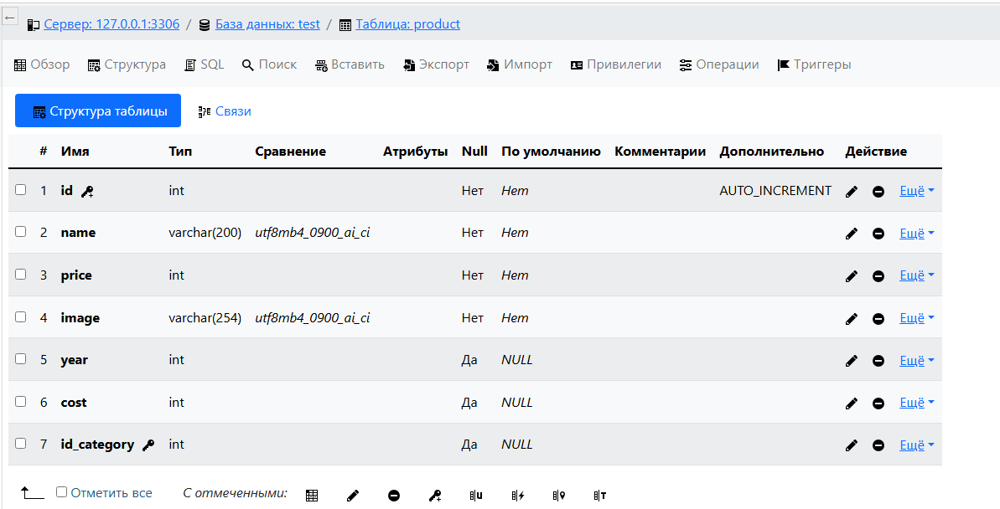 ← Сервер: 127.0.0.1:3306 / База данных: test / Таблица: product
Обзор Структура SQL Поиск Вставить Экспорт Импорт Привилегии Операции Триггеры
Структура таблицы Связи
# Имя Тип Сравнение Атрибуты Null По умолчанию Комментарии Дополнительно Действие
1 id int Нет Нет AUTO_INCREMENT Ещё
2 name varchar(200) utf8mb4_0900_ai_ci Нет Нет Ещё
3 price int Нет Нет Ещё
4 image varchar(254) utf8mb4_0900_ai_ci Нет Нет Ещё
5 year int Да NULL Ещё
6 cost int Да NULL Ещё
7 id_category int Да NULL Ещё
Отметить все С отмеченными: